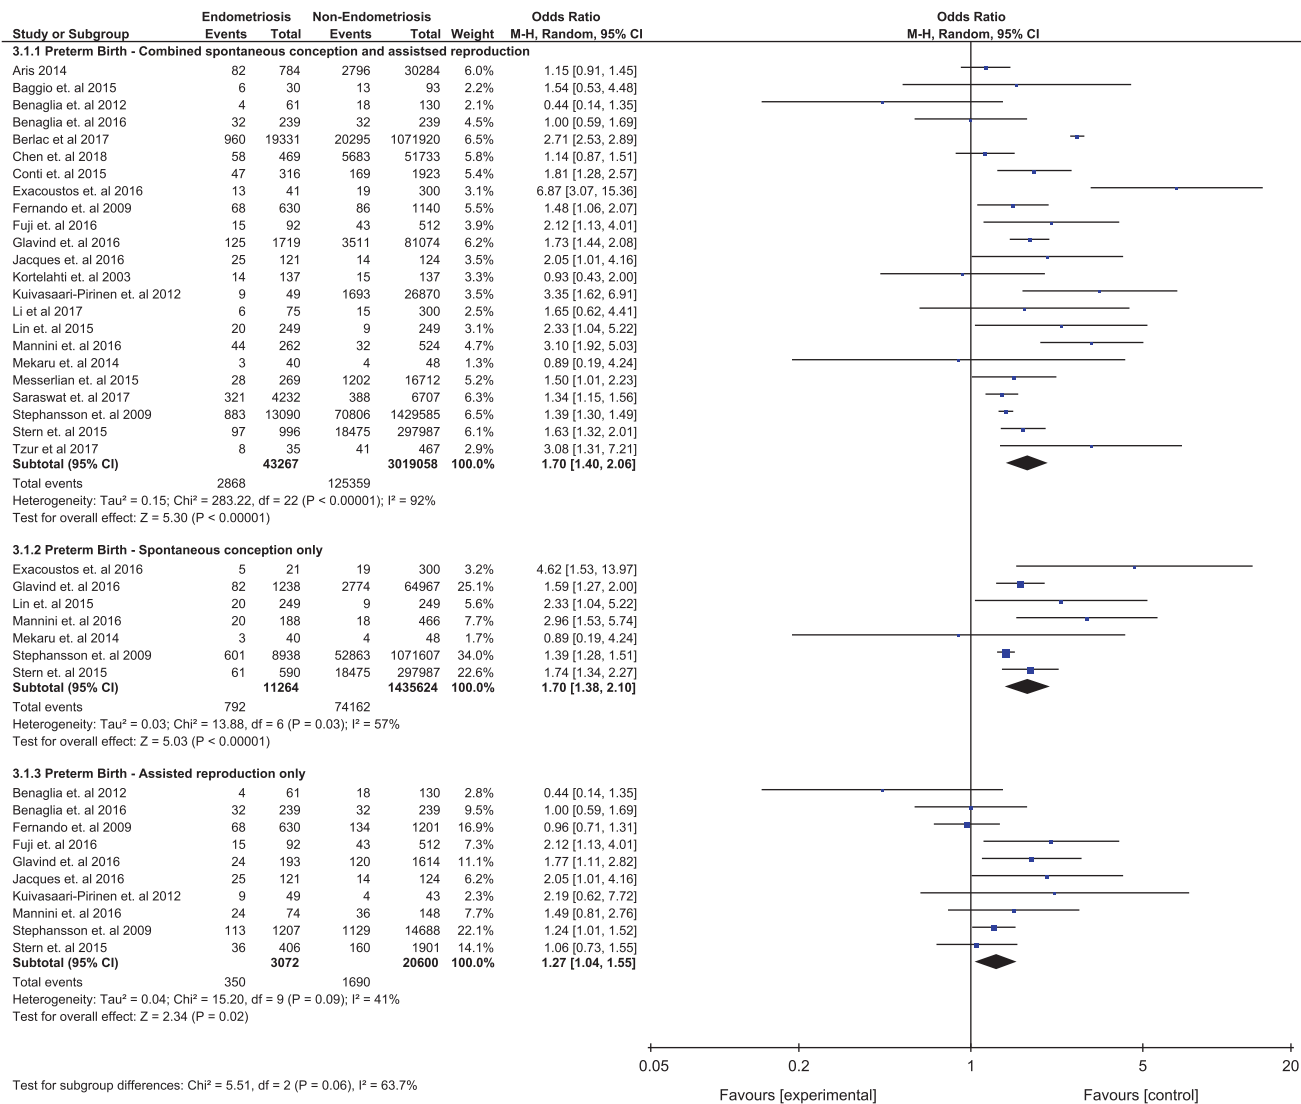 Endometriosis Non-Endometriosis Odds Ratio Odds Ratio
Study or Subgroup Events Total Events Total Weight M-H, Random, 95% CI M-H, Random, 95% CI
3.1.1 Preterm Birth - Combined spontaneous conception and assistsed reproduction
Aris 2014 82 784 2796 30284 6.0% 1.15 [0.91, 1.45]
Baggio et. al 2015 6 30 13 93 2.2% 1.54 [0.53, 4.48]
Benaglia et. al 2012 4 61 18 130 2.1% 0.44 [0.14, 1.35]
Benaglia et. al 2016 32 239 32 239 4.5% 1.00 [0.59, 1.69]
Berlac et al 2017 960 19331 20295 1071920 6.5% 2.71 [2.53, 2.89]
Chen et. al 2018 58 469 5683 51733 5.8% 1.14 [0.87, 1.51]
Conti et. al 2015 47 316 169 1923 5.4% 1.81 [1.28, 2.57]
Exacoustos et. al 2016 13 41 19 300 3.1% 6.87 [3.07, 15.36]
Fernando et. al 2009 68 630 86 1140 5.5% 1.48 [1.06, 2.07]
Fuji et. al 2016 15 92 43 512 3.9% 2.12 [1.13, 4.01]
Glavind et. al 2016 125 1719 3511 81074 6.2% 1.73 [1.44, 2.08]
Jacques et. al 2016 25 121 14 124 3.5% 2.05 [1.01, 4.16]
Kortelahti et. al 2003 14 137 15 137 3.3% 0.93 [0.43, 2.00]
Kuivasaari-Pirinen et. al 2012 9 49 1693 26870 3.5% 3.35 [1.62, 6.91]
Li et al 2017 6 75 15 300 2.5% 1.65 [0.62, 4.41]
Lin et. al 2015 20 249 9 249 3.1% 2.33 [1.04, 5.22]
Mannini et. al 2016 44 262 32 524 4.7% 3.10 [1.92, 5.03]
Mekaru et. al 2014 3 40 4 48 1.3% 0.89 [0.19, 4.24]
Messerlian et. al 2015 28 269 1202 16712 5.2% 1.50 [1.01, 2.23]
Saraswat et. al 2017 321 4232 388 6707 6.3% 1.34 [1.15, 1.56]
Stephansson et. al 2009 883 13090 70806 1429585 6.5% 1.39 [1.30, 1.49]
Stern et. al 2015 97 996 18475 297987 6.1% 1.63 [1.32, 2.01]
Tzur et al 2017 8 35 41 467 2.9% 3.08 [1.31, 7.21]
Subtotal (95% CI) 43267 3019058 100.0% 1.70 [1.40, 2.06]
Total events 2868 125359
Heterogeneity: Tau² = 0.15; Chi² = 283.22, df = 22 (P < 0.00001); I² = 92%
Test for overall effect: Z = 5.30 (P < 0.00001)
3.1.2 Preterm Birth - Spontaneous conception only
Exacoustos et. al 2016 5 21 19 300 3.2% 4.62 [1.53, 13.97]
Glavind et. al 2016 82 1238 2774 64967 25.1% 1.59 [1.27, 2.00]
Lin et. al 2015 20 249 9 249 5.6% 2.33 [1.04, 5.22]
Mannini et. al 2016 20 188 18 466 7.7% 2.96 [1.53, 5.74]
Mekaru et. al 2014 3 40 4 48 1.7% 0.89 [0.19, 4.24]
Stephansson et. al 2009 601 8938 52863 1071607 34.0% 1.39 [1.28, 1.51]
Stern et. al 2015 61 590 18475 297987 22.6% 1.74 [1.34, 2.27]
Subtotal (95% CI) 11264 1435624 100.0% 1.70 [1.38, 2.10]
Total events 792 74162
Heterogeneity: Tau² = 0.03; Chi² = 13.88, df = 6 (P = 0.03); I² = 57%
Test for overall effect: Z = 5.03 (P < 0.00001)
3.1.3 Preterm Birth - Assisted reproduction only
Benaglia et. al 2012 4 61 18 130 2.8% 0.44 [0.14, 1.35]
Benaglia et. al 2016 32 239 32 239 9.5% 1.00 [0.59, 1.69]
Fernando et. al 2009 68 630 134 1201 16.9% 0.96 [0.71, 1.31]
Fuji et. al 2016 15 92 43 512 7.3% 2.12 [1.13, 4.01]
Glavind et. al 2016 24 193 120 1614 11.1% 1.77 [1.11, 2.82]
Jacques et. al 2016 25 121 14 124 6.2% 2.05 [1.01, 4.16]
Kuivasaari-Pirinen et. al 2012 9 49 4 43 2.3% 2.19 [0.62, 7.72]
Mannini et. al 2016 24 74 36 148 7.7% 1.49 [0.81, 2.76]
Stephansson et. al 2009 113 1207 1129 14688 22.1% 1.24 [1.01, 1.52]
Stern et. al 2015 36 406 160 1901 14.1% 1.06 [0.73, 1.55]
Subtotal (95% CI) 3072 20600 100.0% 1.27 [1.04, 1.55]
Total events 350 1690
Heterogeneity: Tau² = 0.04; Chi² = 15.20, df = 9 (P = 0.09); I² = 41%
Test for overall effect: Z = 2.34 (P = 0.02)
0.05 0.2 1 5 20
Test for subgroup differences: Chi² = 5.51, df = 2 (P = 0.06), I² = 63.7%
Favours [experimental] Favours [control]